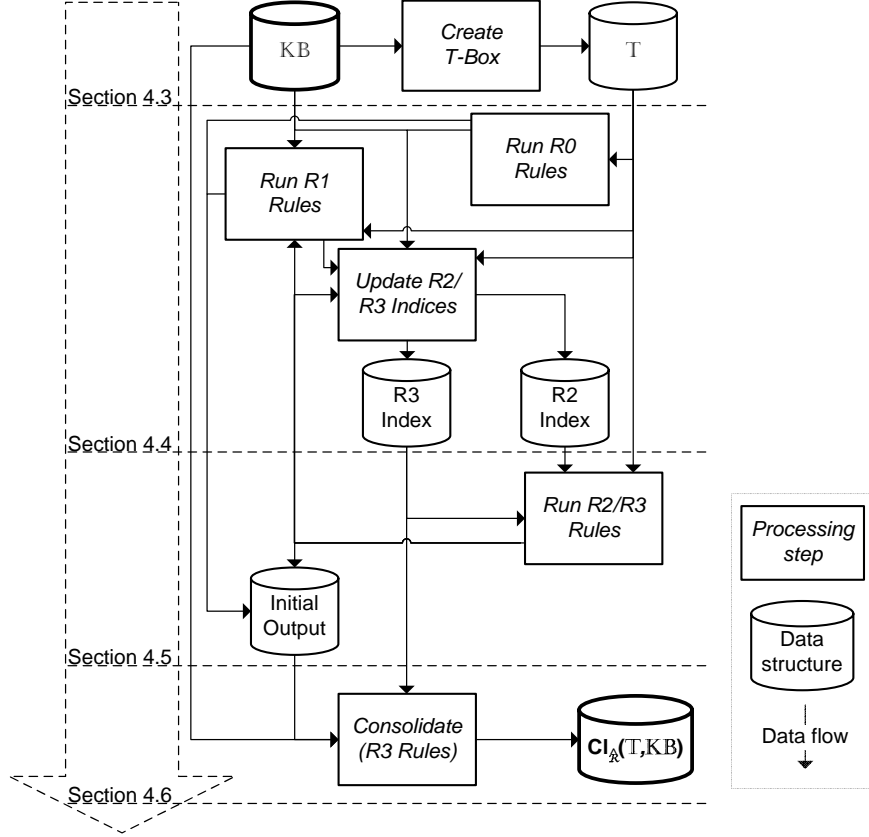 KB
Create
T-Box
T
Section 4.3
Run R0
Rules
Run R1
Rules
Update R2/
R3 Indices
R3
Index
R2
Index
Section 4.4
Run R2/R3
Rules
Initial
Output
Section 4.5
Consolidate
(R3 Rules)
Cl_ℛ̂(𝕋,𝕂𝔹)
Section 4.6
Processing
step
Data
structure
Data flow